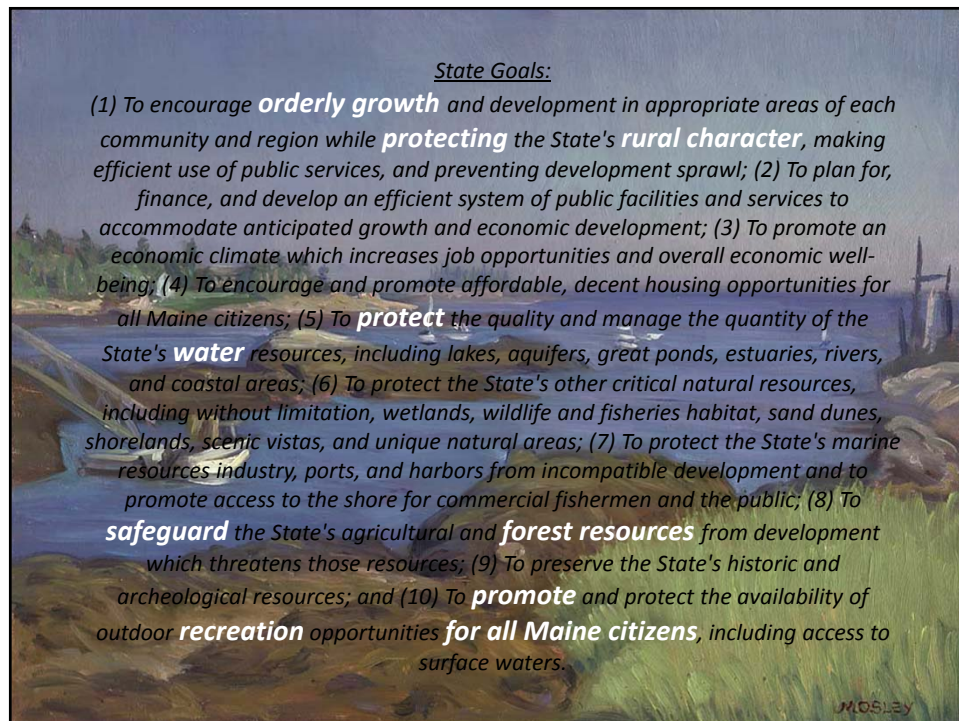 State Goals:
(1) To encourage orderly growth and development in appropriate areas of each
community and region while protecting the State's rural character, making
efficient use of public services, and preventing development sprawl; (2) To plan for,
finance, and develop an efficient system of public facilities and services to
accommodate anticipated growth and economic development; (3) To promote an
economic climate which increases job opportunities and overall economic well-
being; (4) To encourage and promote affordable, decent housing opportunities for
all Maine citizens; (5) To protect the quality and manage the quantity of the
State's water resources, including lakes, aquifers, great ponds, estuaries, rivers,
and coastal areas; (6) To protect the State's other critical natural resources,
including without limitation, wetlands, wildlife and fisheries habitat, sand dunes,
shorelands, scenic vistas, and unique natural areas; (7) To protect the State's marine
resources industry, ports, and harbors from incompatible development and to
promote access to the shore for commercial fishermen and the public; (8) To
safeguard the State's agricultural and forest resources from development
which threatens those resources; (9) To preserve the State's historic and
archeological resources; and (10) To promote and protect the availability of
outdoor recreation opportunities for all Maine citizens, including access to
surface waters.
MOSLEY